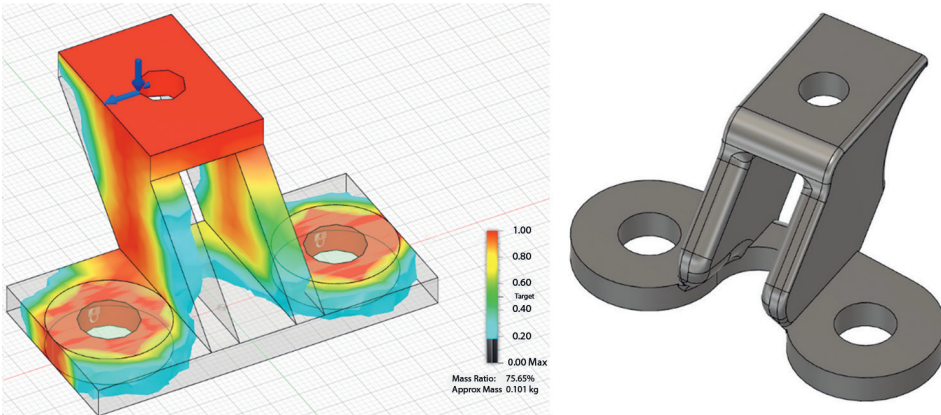 1.00
0.80
0.60
Target
0.40
0.20
0.00 Max
Mass Ratio: 75.65%
Approx Mass 0.101 kg